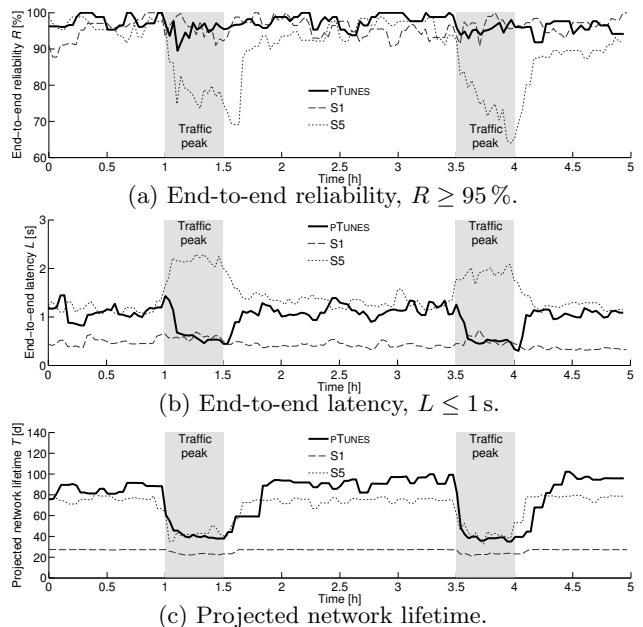 100
90
80
70
60
End−to−end reliability R [%]
PTUNES
S1
S5
Traffic
peak
0 0.5 1 1.5 2 2.5 3 3.5 4 4.5 5
Time [h]
(a) End-to-end reliability, R ≥ 95 %.
3
2
1
0
End−to−end latency L [s]
Traffic
peak
PTUNES
S1
S5
Traffic
peak
0 0.5 1 1.5 2 2.5 3 3.5 4 4.5 5
Time [h]
(b) End-to-end latency, L ≤ 1 s.
140
120
100
80
60
40
20
0
Projected network lifetime T [d]
Traffic
peak
PTUNES
S1
S5
Traffic
peak
0 0.5 1 1.5 2 2.5 3 3.5 4 4.5 5
Time [h]
(c) Projected network lifetime.